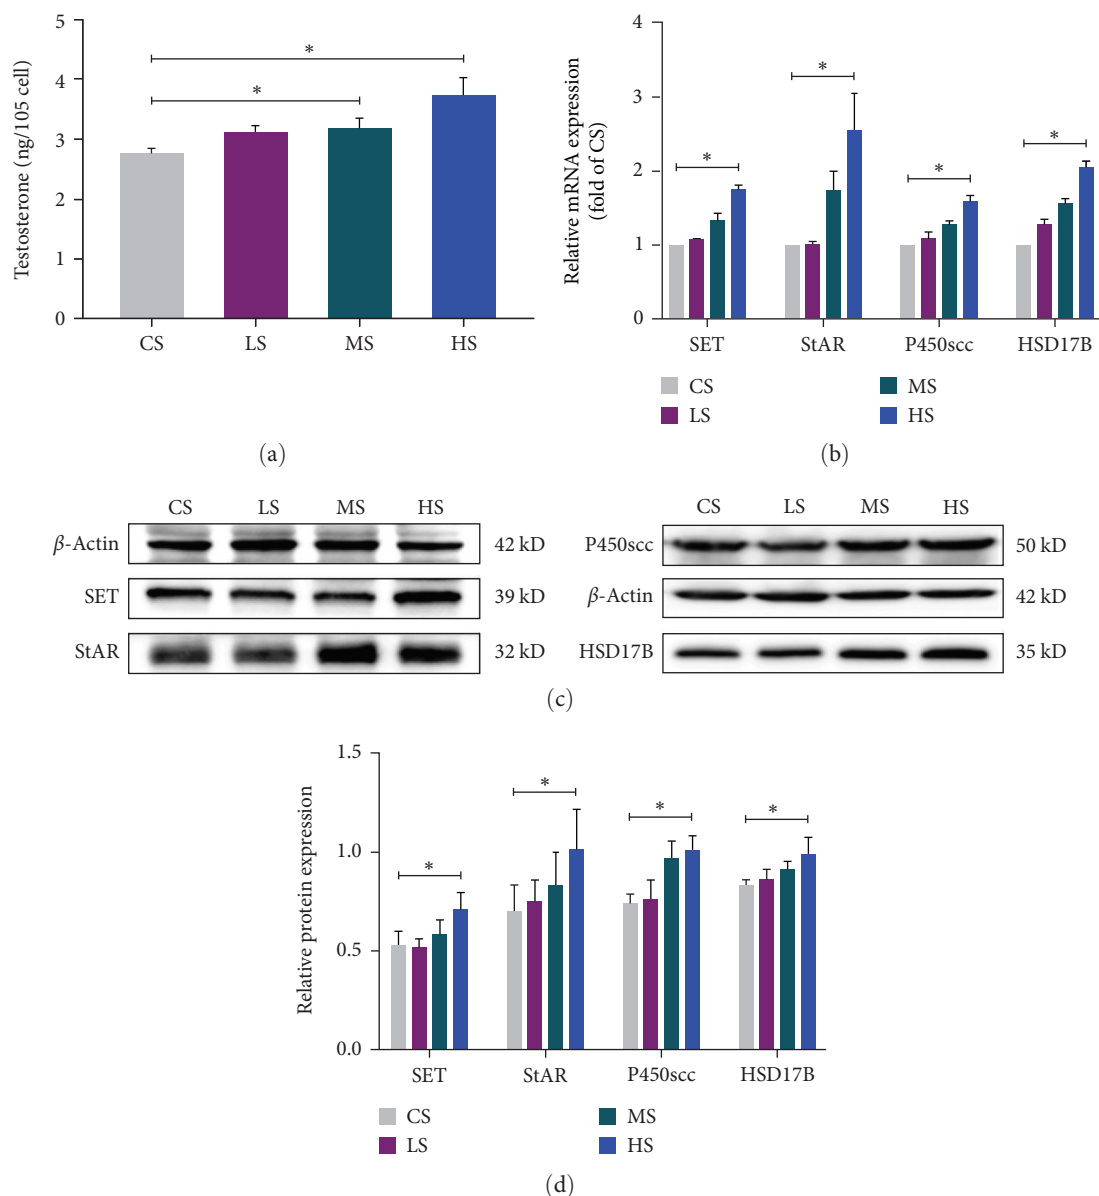 Testosterone (ng/105 cell)
5
4
3
2
1
0
*
*
CS LS MS HS
(a)
Relative mRNA expression
(fold of CS)
4
3
2
1
0
* * * *
SET StAR P450scc HSD17B
CS MS
LS HS
(b)
CS LS MS HS
β-Actin 42 kD
SET 39 kD
StAR 32 kD
CS LS MS HS
P450scc 50 kD
β-Actin 42 kD
HSD17B 35 kD
(c)
Relative protein expression
1.5
1.0
0.5
0.0
* * * *
SET StAR P450scc HSD17B
CS MS
LS HS
(d)